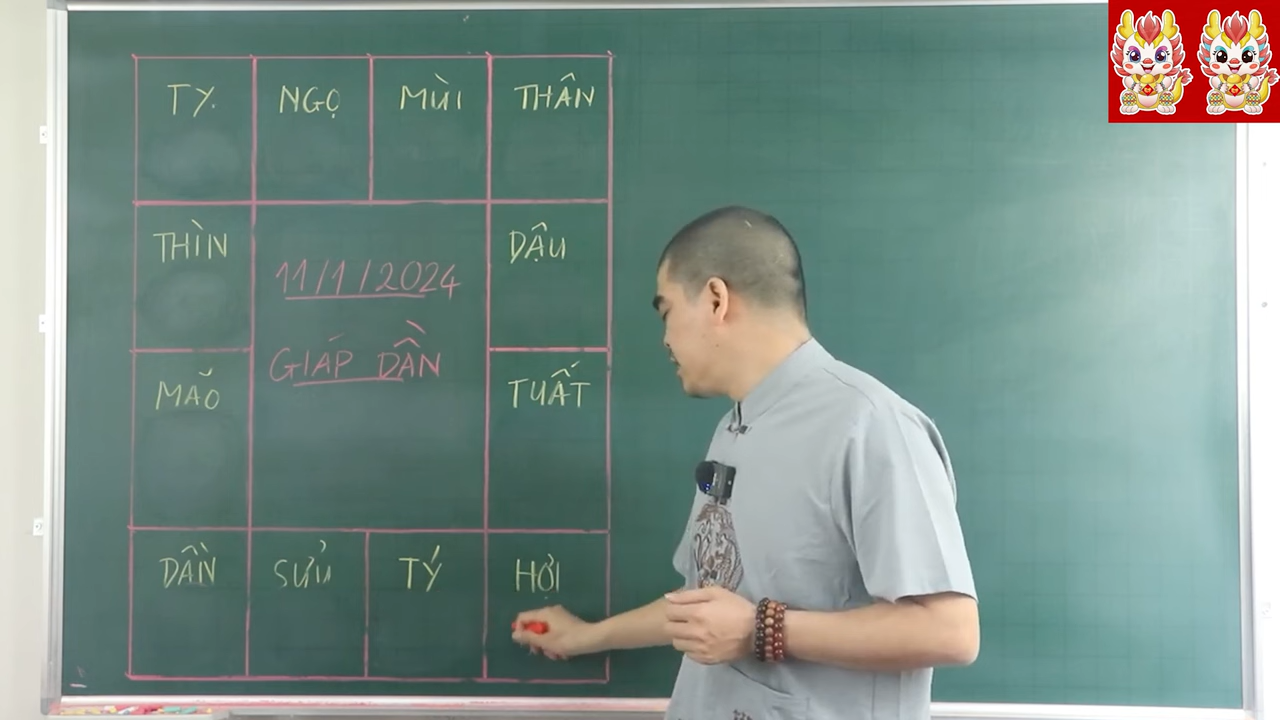 TỴ.
NGỌ
MÙI
THÂN
THÌN
DẬU
11/1/2024
GIÁP DẦN
MÃO
TUẤT
DẦN
SỬU
TÝ
HỢI